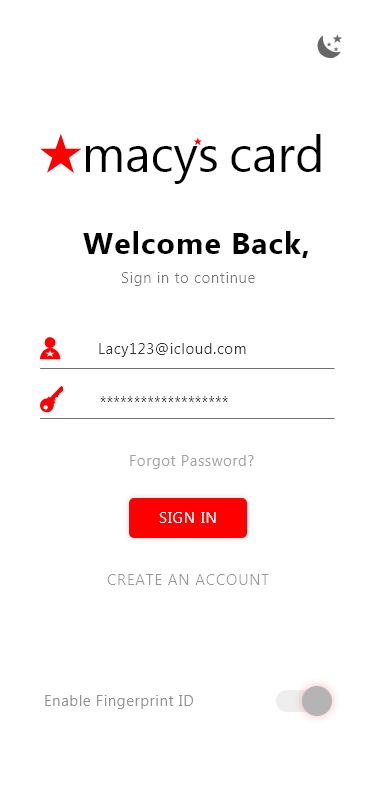 macy's card
Welcome Back,
Sign in to continue
Lacy123@icloud.com
*******************
Forgot Password?
SIGN IN
CREATE AN ACCOUNT
Enable Fingerprint ID